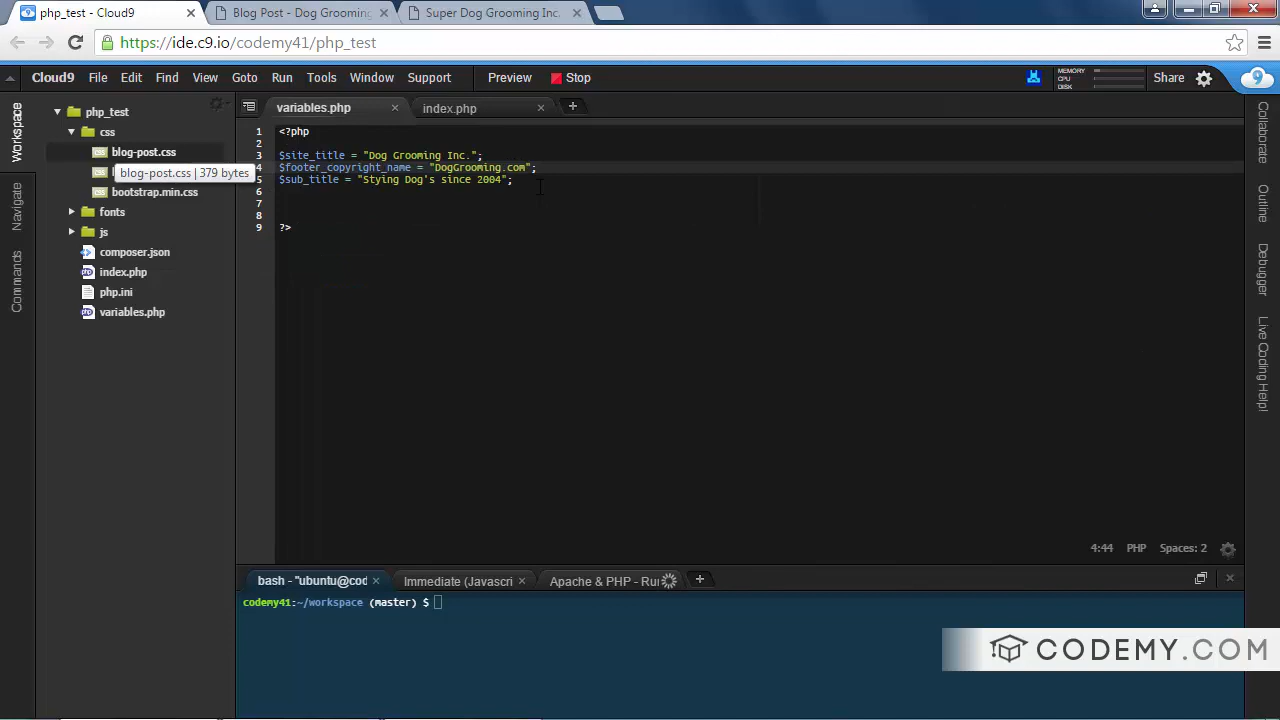 php_test - Cloud9
Blog Post - Dog Grooming
Super Dog Grooming Inc.
https://ide.c9.io/codemy41/php_test
Cloud9 File Edit Find View Goto Run Tools Window Support Preview Stop
MEMORY
CPU
DISK
Share
9
Workspace
Navigate
Commands
php_test
css
blog-post.css
blog-post.css | 379 bytes
bootstrap.min.css
fonts
js
composer.json
index.php
php.ini
variables.php
variables.php
index.php
1 <?php
2
3 $site_title = "Dog Grooming Inc.";
4 $footer_copyright_name = "DogGrooming.com";
5 $sub_title = "Stying Dog's since 2004";
6
7
8
9 ?>
4:44 PHP Spaces: 2
Collaborate
Outline
Debugger
Live Coding Help!
bash - "ubuntu@cod
Immediate (Javascri
Apache & PHP - Ru
codemy41:~/workspace (master) $
CODEMY.COM